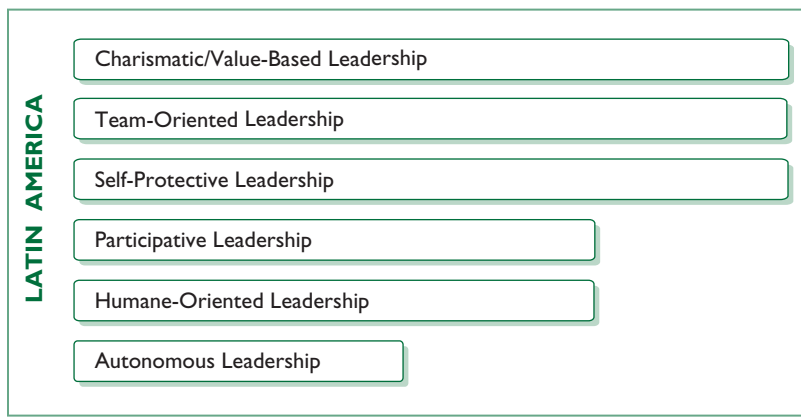 LATIN AMERICA
Charismatic/Value-Based Leadership
Team-Oriented Leadership
Self-Protective Leadership
Participative Leadership
Humane-Oriented Leadership
Autonomous Leadership